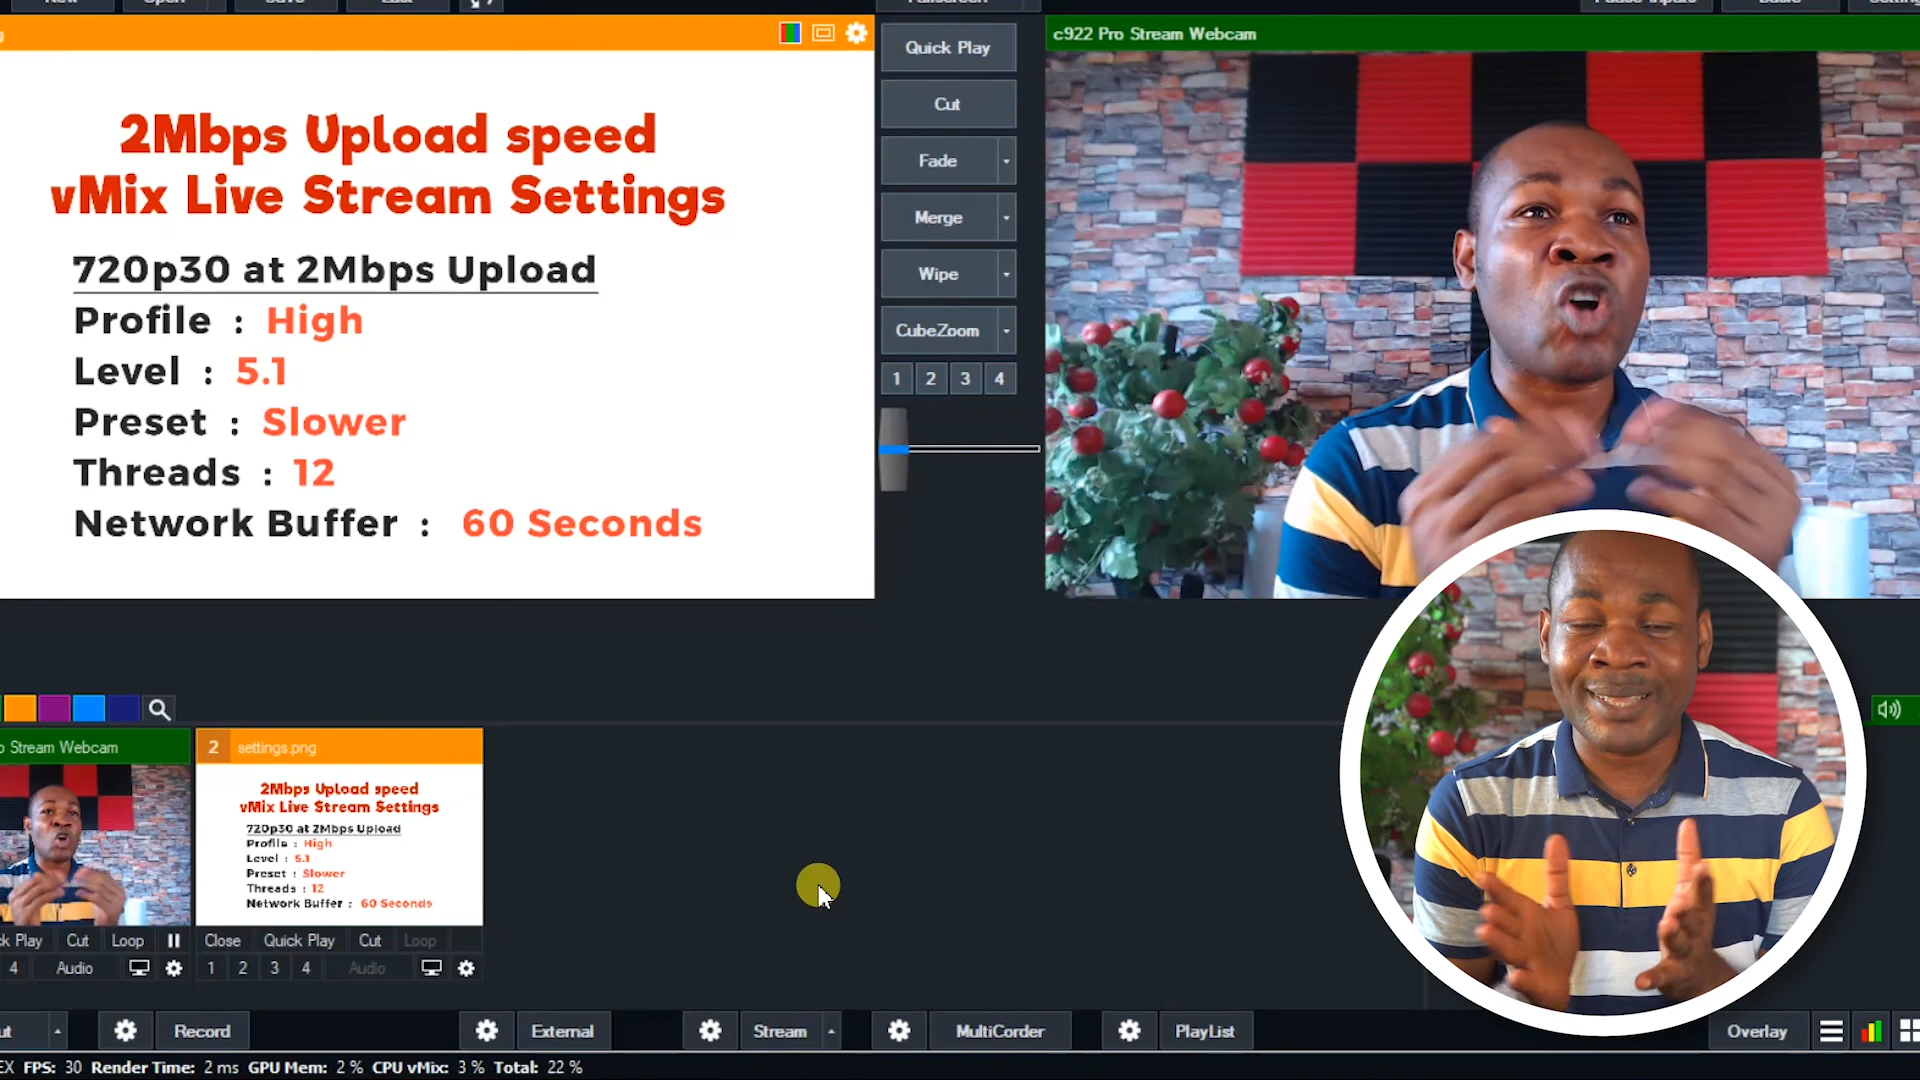 Fullscreen
c922 Pro Stream Webcam
2Mbps Upload speed
vMix Live Stream Settings
720p30 at 2Mbps Upload
Profile : High
Level : 5.1
Preset : Slower
Threads : 12
Network Buffer : 60 Seconds
Quick Play
Cut
Fade
Merge
Wipe
CubeZoom
1 2 3 4
Stream Webcam
2 settings.png
2Mbps Upload speed
vMix Live Stream Settings
720p30 at 2Mbps Upload
Profile : High
Level : 5.1
Preset : Slower
Threads : 12
Network Buffer : 60 Seconds
Play Cut Loop Close Quick Play Cut Loop
4 Audio 1 2 3 4 Audio
Record External Stream MultiCorder PlayList Overlay
EX FPS: 30 Render Time: 2 ms GPU Mem: 2 % CPU vMix: 3 % Total: 22 %